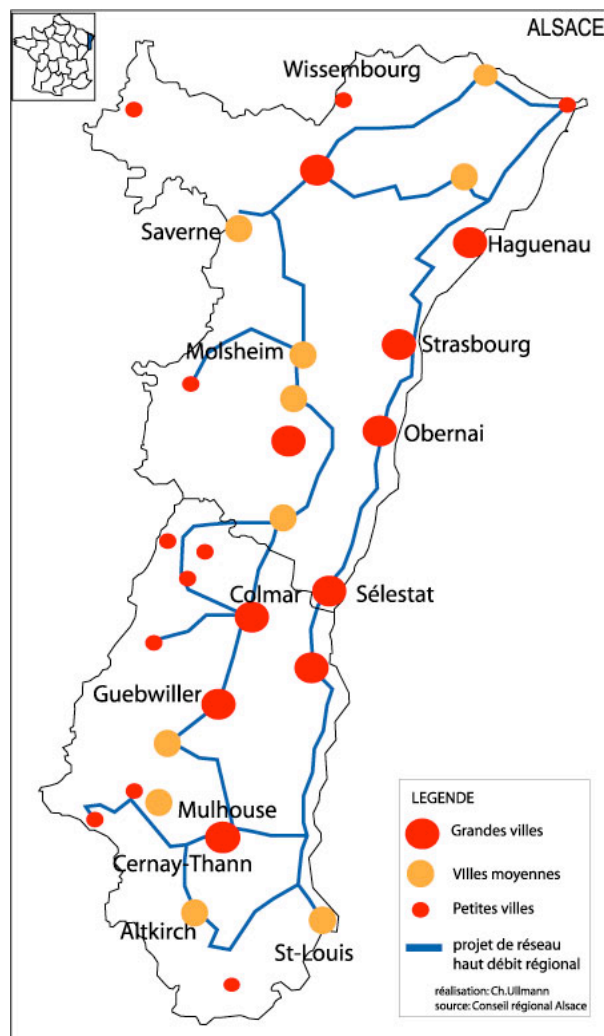 ALSACE
Wissembourg
Saverne
Haguenau
Molsheim
Strasbourg
Obernai
Colmar
Sélestat
Guebwiller
Mulhouse
Cernay-Thann
Altkirch
St-Louis
LEGENDE
Grandes villes
VIlles moyennes
Petites villes
projet de réseau
haut débit régional
réalisation: Ch.Ullmann
source: Conseil régional Alsace